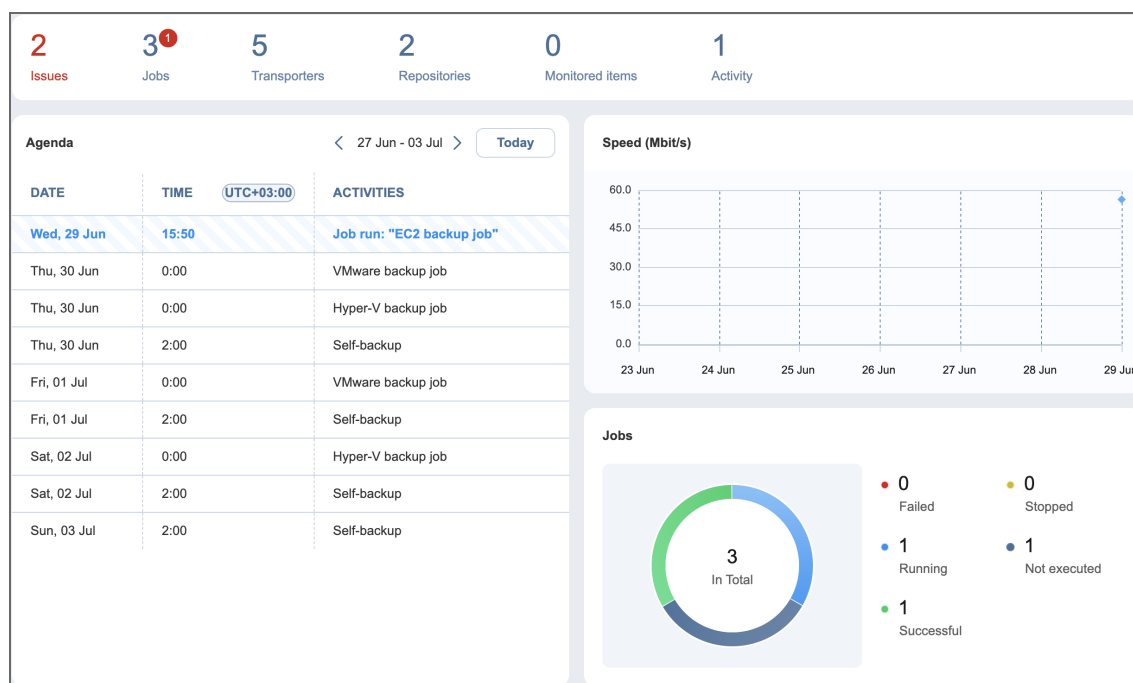 2
Issues
3 1
Jobs
5
Transporters
2
Repositories
0
Monitored items
1
Activity
Agenda
27 Jun - 03 Jul
Today
DATE TIME UTC+03:00 ACTIVITIES
Wed, 29 Jun 15:50 Job run: "EC2 backup job"
Thu, 30 Jun 0:00 VMware backup job
Thu, 30 Jun 0:00 Hyper-V backup job
Thu, 30 Jun 2:00 Self-backup
Fri, 01 Jul 0:00 VMware backup job
Fri, 01 Jul 2:00 Self-backup
Sat, 02 Jul 0:00 Hyper-V backup job
Sat, 02 Jul 2:00 Self-backup
Sun, 03 Jul 2:00 Self-backup
Speed (Mbit/s)
60.0
45.0
30.0
15.0
0.0
23 Jun 24 Jun 25 Jun 26 Jun 27 Jun 28 Jun 29 Jun
Jobs
3
In Total
0
Failed
0
Stopped
1
Running
1
Not executed
1
Successful